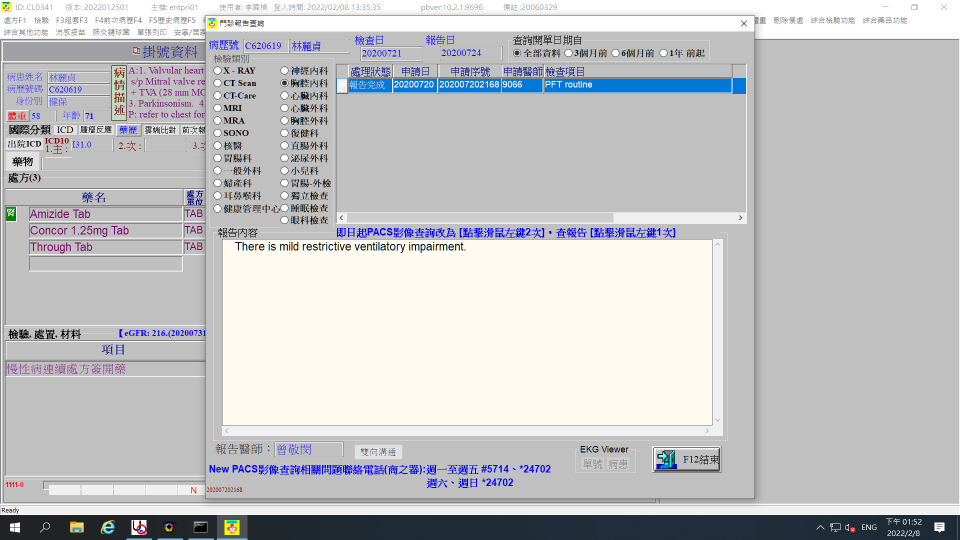 ID: CL0341 版本: 2022012501 主機: entpri01 使用者: 李國楨 登入時間: 2022/02/08 13:35:35 pbver:10.2.1.9696 備註 :20060329
處方F1 檢驗 F3組套F3 F4前次病歷F4 F5歷史病歷F5
刪除餐處 綜合檢驗功能 綜合藥品功能
綜合其他功能 流感疫苗 肺炎鏈球菌 單張列印 安寧/居家
掛號資料
病患姓名 林麗貞
病歷號碼 C620619
身份別 健保
體重 58 年齡 71
病情描述
A:1. Valvular heart
s/p Mitral valve re
+ TVA (28 mm MC
3. Parkinsonism. 4
P: refer to chest for
國際分類 ICD 腫瘤反應 藥歷 雲端比對 前次輔
出院ICD ICD10 1.主: I31.0 2.次: 3.次
藥物
處方(3)
藥名 處方單位
腎 Amizide Tab TAB
Concor 1.25mg Tab TAB
Through Tab TAB
檢驗, 處置, 材料 【eGFR: 216.(20200731
項目
慢性病連續處方簽開藥
1111-0 N
Ready
門診報告查詢
病歷號 C620619 林麗貞
檢查日 20200721
報告日 20200724
查詢開單日期自
全部資料 3個月前 6個月前 1年 前起
檢驗類別
X - RAY 神經內科
CT Scan 胸腔內科
CT-Care 心臟內科
MRI 心臟外科
MRA 胸腔外科
SONO 復健科
核醫 直腸外科
胃腸科 泌尿外科
一般外科 小兒科
婦產科 胃腸-外檢
耳鼻喉科 獨立檢查
健康管理中心 睡眠檢查
眼科檢查
處理狀態 申請日 申請序號 申請醫師 檢查項目
報告完成 20200720 202007202168 9066 PFT routine
報告內容
即日起PACS影像查詢改為 [點擊滑鼠左鍵2次]。查報告 [點擊滑鼠左鍵1次]
There is mild restrictive ventilatory impairment.
報告醫師: 曾敬閔 雙向溝通
EKG Viewer
單號 病患
F12結束
New PACS影像查詢相關問題聯絡電話(商之器):週一至週五 #5714、*24702
週六、週日 *24702
202007202168
ENG
下午 01:52
2022/2/8